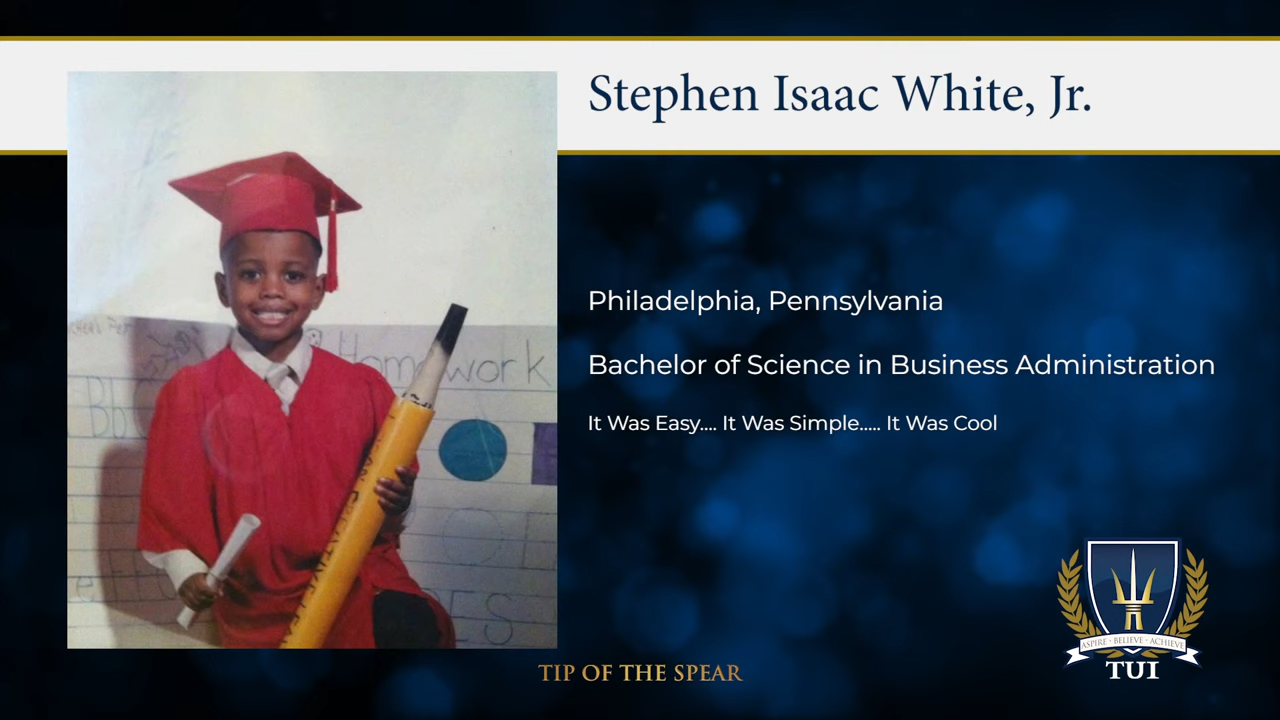 Stephen Isaac White, Jr.
Homework
Bb
Philadelphia, Pennsylvania
Bachelor of Science in Business Administration
It Was Easy.... It Was Simple..... It Was Cool
ASPIRE · BELIEVE · ACHIEVE
TUI
TIP OF THE SPEAR